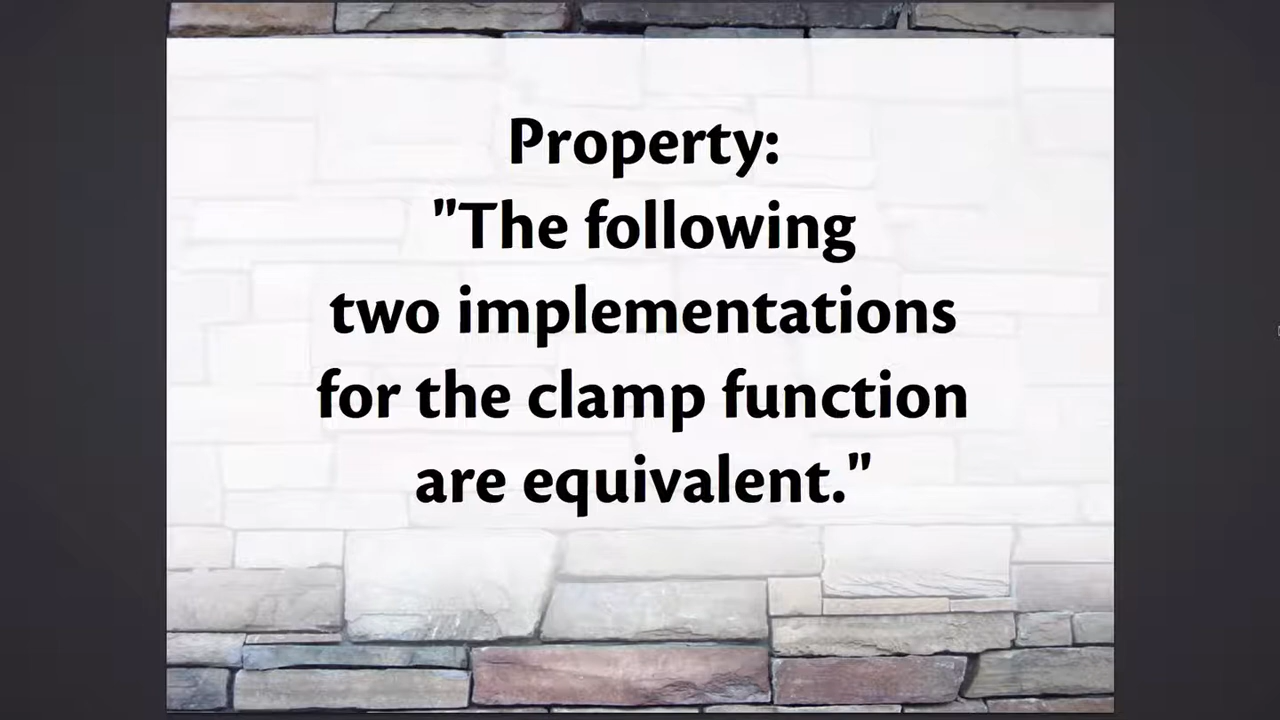 Property:
"The following
two implementations
for the clamp function
are equivalent."